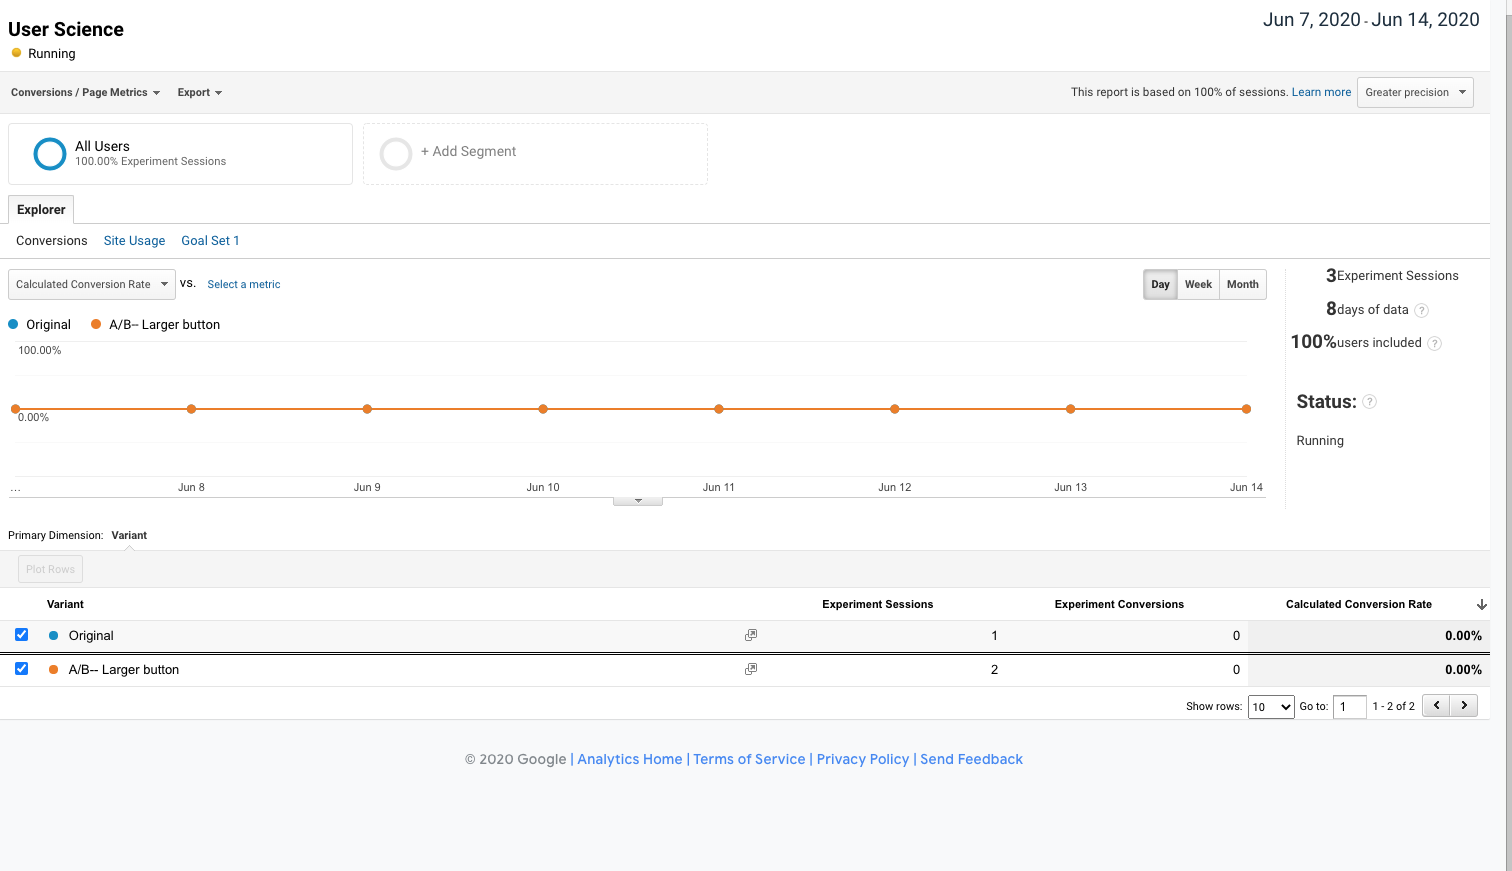 User Science
Jun 7, 2020 - Jun 14, 2020
Running
Conversions / Page Metrics
Export
This report is based on 100% of sessions. Learn more
Greater precision
All Users
100.00% Experiment Sessions
+ Add Segment
Explorer
Conversions
Site Usage
Goal Set 1
Calculated Conversion Rate
VS.
Select a metric
Day
Week
Month
Original
A/B-- Larger button
100.00%
0.00%
...
Jun 8
Jun 9
Jun 10
Jun 11
Jun 12
Jun 13
Jun 14
3 Experiment Sessions
8 days of data ?
100% users included ?
Status: ?
Running
Primary Dimension: Variant
Plot Rows
Variant
Experiment Sessions
Experiment Conversions
Calculated Conversion Rate
Original
1
0
0.00%
A/B-- Larger button
2
0
0.00%
Show rows: 10 Go to: 1 1 - 2 of 2
© 2020 Google | Analytics Home | Terms of Service | Privacy Policy | Send Feedback